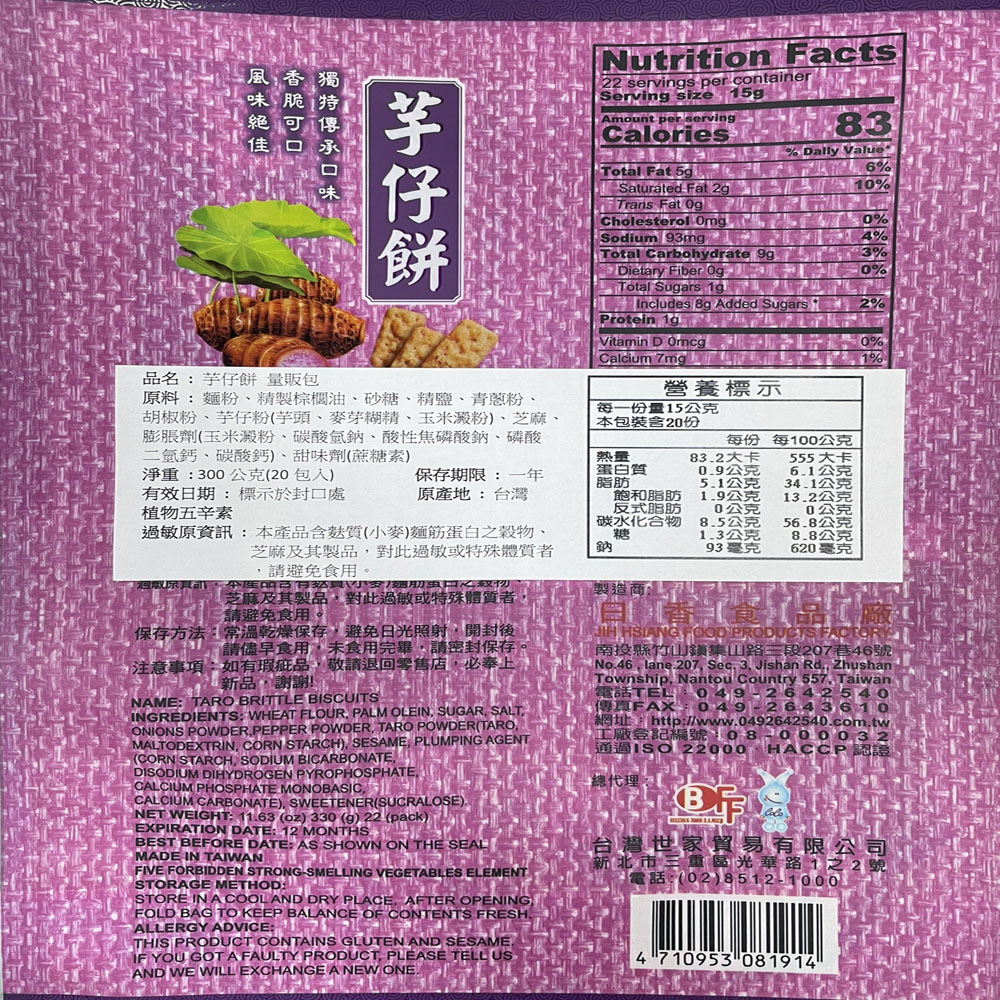 獨特傳承口味
香脆可口
風味絕佳
芋仔餅
Nutrition Facts
22 servings per container
Serving size 15g
Amount per serving
Calories 83
% Daily Value*
Total Fat 5g 6%
Saturated Fat 2g 10%
Trans Fat 0g
Cholesterol 0mg 0%
Sodium 93mg 4%
Total Carbohydrate 9g 3%
Dietary Fiber 0g 0%
Total Sugars 1g
Includes 8g Added Sugars * 2%
Protein 1g
Vitamin D 0mcg 0%
Calcium 7mg 1%
品名：芋仔餅 量販包
原料：麵粉、精製棕櫚油、砂糖、精鹽、青蔥粉、
胡椒粉、芋仔粉(芋頭、麥芽糊精、玉米澱粉)、芝麻、
膨脹劑(玉米澱粉、碳酸氫鈉、酸性焦磷酸鈉、磷酸
二氫鈣、碳酸鈣)、甜味劑(蔗糖素)
淨重：300 公克(20 包入) 保存期限：一年
有效日期：標示於封口處 原產地：台灣
植物五辛素
過敏原資訊：本產品含麩質(小麥)麵筋蛋白之穀物、
芝麻及其製品，對此過敏或特殊體質者
，請避免食用。
營養標示
每一份量15公克
本包裝含20份
每份 每100公克
熱量 83.2大卡 555大卡
蛋白質 0.9公克 6.1公克
脂肪 5.1公克 34.1公克
飽和脂肪 1.9公克 13.2公克
反式脂肪 0公克 0公克
碳水化合物 8.5公克 56.8公克
糖 1.3公克 8.8公克
鈉 93毫克 620毫克
過敏原資訊：本產品含有麩質(小麥)麵筋蛋白之穀物、
芝麻及其製品，對此過敏或特殊體質者，
請避免食用。
保存方法：常溫乾燥保存，避免日光照射，開封後
請儘早食用，未食用完畢，請密封保存。
注意事項：如有瑕疵品，敬請退回零售店，必奉上
新品，謝謝!
NAME: TARO BRITTLE BISCUITS
INGREDIENTS: WHEAT FLOUR, PALM OLEIN, SUGAR, SALT,
ONIONS POWDER,PEPPER POWDER, TARO POWDER(TARO,
MALTODEXTRIN, CORN STARCH), SESAME, PLUMPING AGENT
(CORN STARCH, SODIUM BICARBONATE,
DISODIUM DIHYDROGEN PYROPHOSPHATE,
CALCIUM PHOSPHATE MONOBASIC,
CALCIUM CARBONATE), SWEETENER(SUCRALOSE).
NET WEIGHT: 11.63 (oz) 330 (g) 22 (pack)
EXPIRATION DATE: 12 MONTHS
BEST BEFORE DATE: AS SHOWN ON THE SEAL
MADE IN TAIWAN
FIVE FORBIDDEN STRONG-SMELLING VEGETABLES ELEMENT
STORAGE METHOD:
STORE IN A COOL AND DRY PLACE, AFTER OPENING,
FOLD BAG TO KEEP BALANCE OF CONTENTS FRESH.
ALLERGY ADVICE:
THIS PRODUCT CONTAINS GLUTEN AND SESAME.
IF YOU GOT A FAULTY PRODUCT, PLEASE TELL US
AND WE WILL EXCHANGE A NEW ONE.
製造商:
日香食品廠
JIH HSIANG FOOD PRODUCTS FACTORY
南投縣竹山鎮集山路三段207巷46號
No.46 , lane.207, Sec. 3, Jishan Rd., Zhushan
Township, Nantou Country 557, Taiwan
電話TEL：049-2642540
傳真FAX：049-2643610
網址：http://www.0492642540.com.tw
工廠登記編號：08-000032
通過ISO 22000、HACCP 認證
總代理：
BFF
CoCo
台灣世家貿易有限公司
新北市三重區光華路1之2號
電話:(02)8512-1000
4 710953 081914